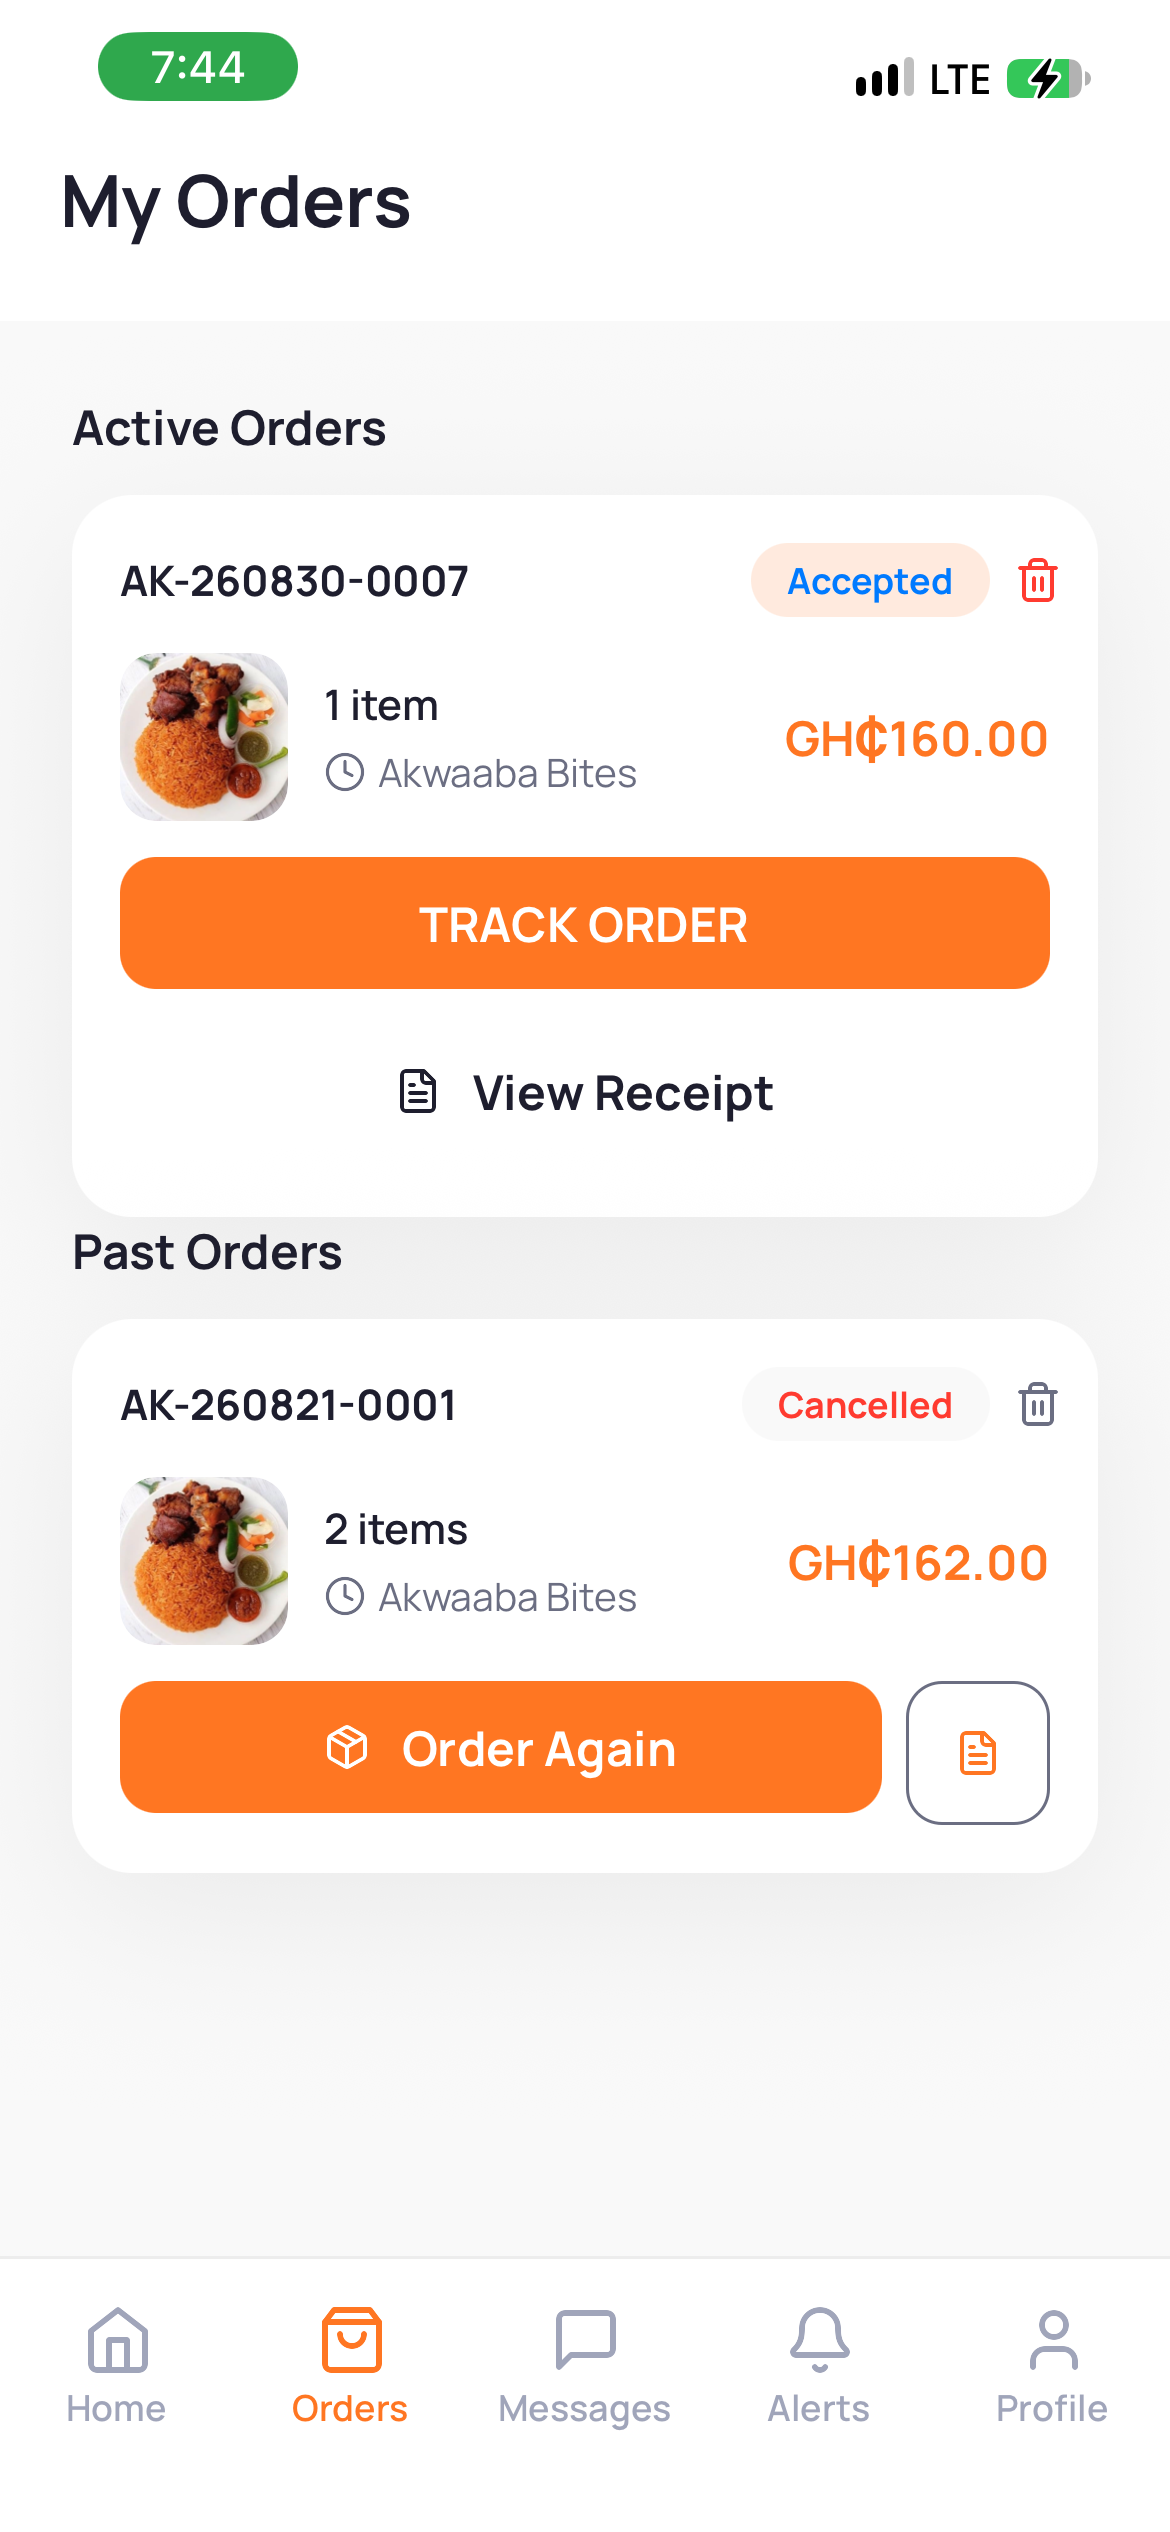 7:44
LTE
My Orders
Active Orders
AK-260830-0007
Accepted
1 item
Akwaaba Bites
GH₵160.00
TRACK ORDER
View Receipt
Past Orders
AK-260821-0001
Cancelled
2 items
Akwaaba Bites
GH₵162.00
Order Again
Home
Orders
Messages
Alerts
Profile